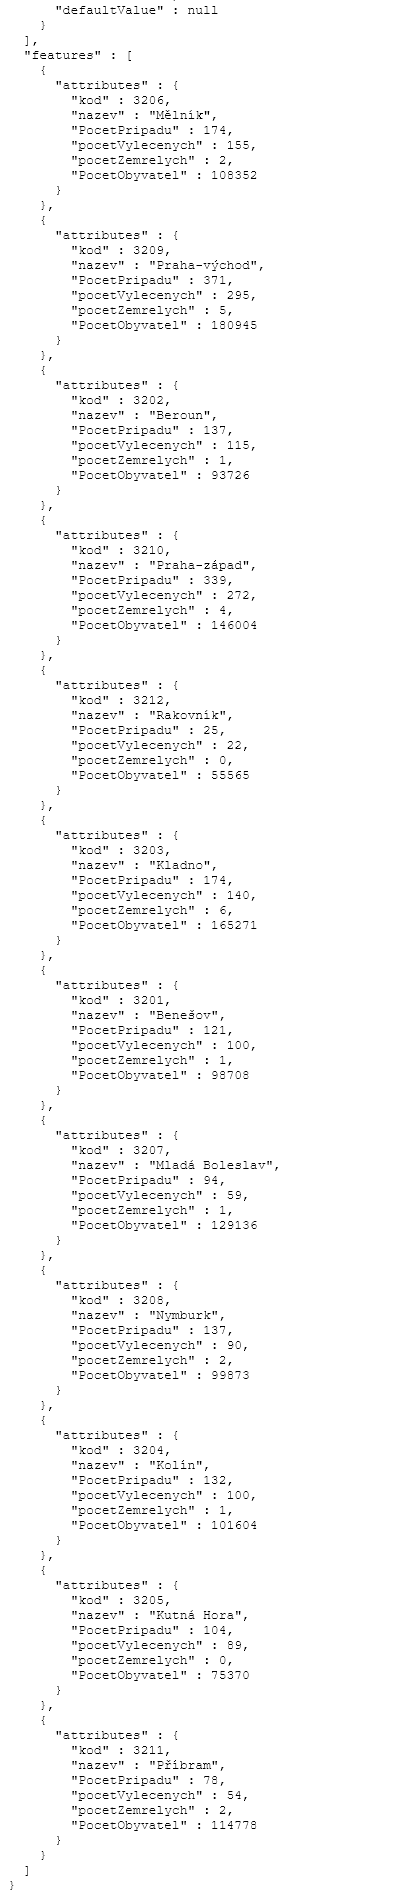 "defaultValue" : null
}
],
"features" : [
{
"attributes" : {
"kod" : 3206,
"nazev" : "Mělník",
"PocetPripadu" : 174,
"pocetVylecenych" : 155,
"pocetZemrelych" : 2,
"PocetObyvatel" : 108352
}
},
{
"attributes" : {
"kod" : 3209,
"nazev" : "Praha-východ",
"PocetPripadu" : 371,
"pocetVylecenych" : 295,
"pocetZemrelych" : 5,
"PocetObyvatel" : 180945
}
},
{
"attributes" : {
"kod" : 3202,
"nazev" : "Beroun",
"PocetPripadu" : 137,
"pocetVylecenych" : 115,
"pocetZemrelych" : 1,
"PocetObyvatel" : 93726
}
},
{
"attributes" : {
"kod" : 3210,
"nazev" : "Praha-západ",
"PocetPripadu" : 339,
"pocetVylecenych" : 272,
"pocetZemrelych" : 4,
"PocetObyvatel" : 146004
}
},
{
"attributes" : {
"kod" : 3212,
"nazev" : "Rakovník",
"PocetPripadu" : 25,
"pocetVylecenych" : 22,
"pocetZemrelych" : 0,
"PocetObyvatel" : 55565
}
},
{
"attributes" : {
"kod" : 3203,
"nazev" : "Kladno",
"PocetPripadu" : 174,
"pocetVylecenych" : 140,
"pocetZemrelych" : 6,
"PocetObyvatel" : 165271
}
},
{
"attributes" : {
"kod" : 3201,
"nazev" : "Benešov",
"PocetPripadu" : 121,
"pocetVylecenych" : 100,
"pocetZemrelych" : 1,
"PocetObyvatel" : 98708
}
},
{
"attributes" : {
"kod" : 3207,
"nazev" : "Mladá Boleslav",
"PocetPripadu" : 94,
"pocetVylecenych" : 59,
"pocetZemrelych" : 1,
"PocetObyvatel" : 129136
}
},
{
"attributes" : {
"kod" : 3208,
"nazev" : "Nymburk",
"PocetPripadu" : 137,
"pocetVylecenych" : 90,
"pocetZemrelych" : 2,
"PocetObyvatel" : 99873
}
},
{
"attributes" : {
"kod" : 3204,
"nazev" : "Kolín",
"PocetPripadu" : 132,
"pocetVylecenych" : 100,
"pocetZemrelych" : 1,
"PocetObyvatel" : 101604
}
},
{
"attributes" : {
"kod" : 3205,
"nazev" : "Kutná Hora",
"PocetPripadu" : 104,
"pocetVylecenych" : 89,
"pocetZemrelych" : 0,
"PocetObyvatel" : 75370
}
},
{
"attributes" : {
"kod" : 3211,
"nazev" : "Příbram",
"PocetPripadu" : 78,
"pocetVylecenych" : 54,
"pocetZemrelych" : 2,
"PocetObyvatel" : 114778
}
}
]
}